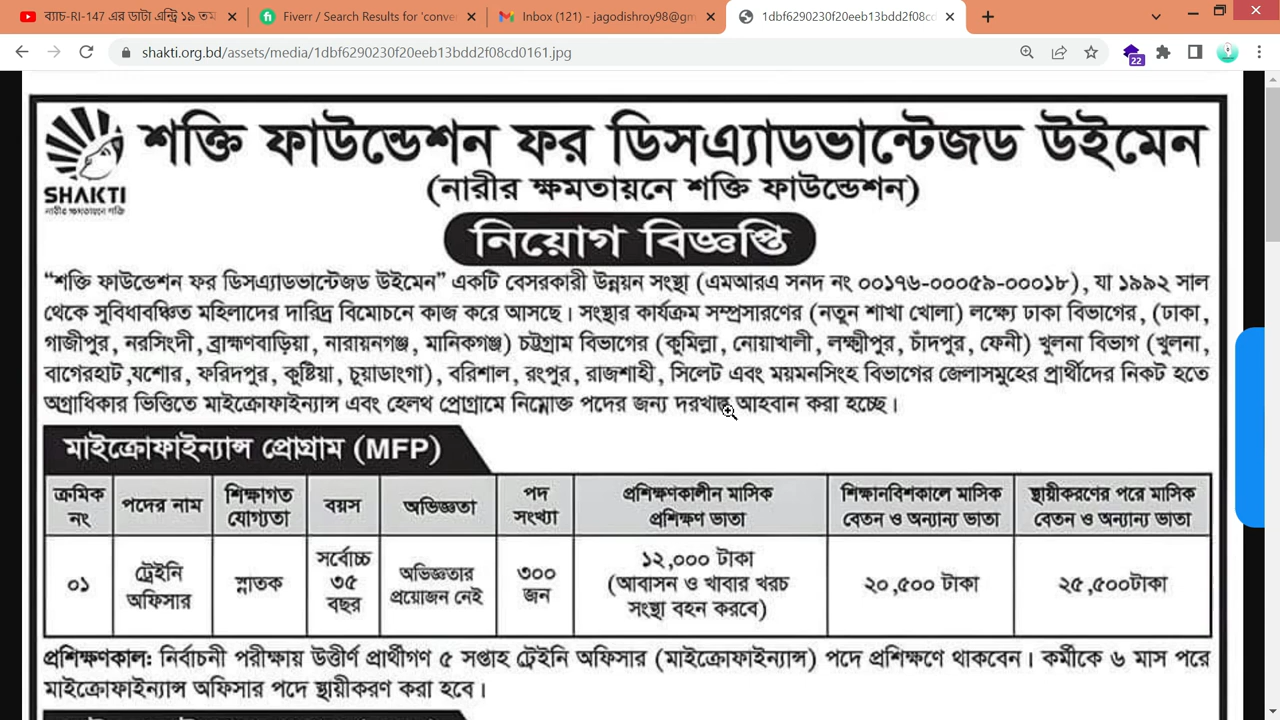 ব্যাচ-RI-147 এর ডাটা এন্ট্রি ১৯ তম
Fiverr / Search Results for 'conver
Inbox (121) - jagodishroy98@gm
1dbf6290230f20eeb13bdd2f08cd0
shakti.org.bd/assets/media/1dbf6290230f20eeb13bdd2f08cd0161.jpg
22
শক্তি ফাউন্ডেশন ফর ডিসএ্যাডভান্টেজড উইমেন
SHAKTI
নারীর ক্ষমতায়নে শক্তি
(নারীর ক্ষমতায়নে শক্তি ফাউন্ডেশন)
নিয়োগ বিজ্ঞপ্তি
“শক্তি ফাউন্ডেশন ফর ডিসএ্যাডভান্টেজড উইমেন” একটি বেসরকারী উন্নয়ন সংস্থা (এমআরএ সনদ নং ০০১৭৬-০০০৫৯-০০০১৮), যা ১৯৯২ সাল
থেকে সুবিধাবঞ্চিত মহিলাদের দারিদ্র বিমোচনে কাজ করে আসছে। সংস্থার কার্যক্রম সম্প্রসারণের (নতুন শাখা খোলা) লক্ষ্যে ঢাকা বিভাগের, (ঢাকা,
গাজীপুর, নরসিংদী, ব্রাহ্মণবাড়িয়া, নারায়নগঞ্জ, মানিকগঞ্জ) চট্টগ্রাম বিভাগের (কুমিল্লা, নোয়াখালী, লক্ষ্মীপুর, চাঁদপুর, ফেনী) খুলনা বিভাগ (খুলনা,
বাগেরহাট,যশোর, ফরিদপুর, কুষ্টিয়া, চুয়াডাংগা), বরিশাল, রংপুর, রাজশাহী, সিলেট এবং ময়মনসিংহ বিভাগের জেলাসমুহের প্রার্থীদের নিকট হতে
অগ্রাধিকার ভিত্তিতে মাইক্রোফাইন্যান্স এবং হেলথ প্রোগ্রামে নিম্নোক্ত পদের জন্য দরখাস্ত আহবান করা হচ্ছে।
মাইক্রোফাইন্যান্স প্রোগ্রাম (MFP)
ক্রমিক নং
পদের নাম
শিক্ষাগত যোগ্যতা
বয়স
অভিজ্ঞতা
পদ সংখ্যা
প্রশিক্ষণকালীন মাসিক প্রশিক্ষণ ভাতা
শিক্ষানবিশকালে মাসিক বেতন ও অন্যান্য ভাতা
স্থায়ীকরণের পরে মাসিক বেতন ও অন্যান্য ভাতা
০১
ট্রেইনি অফিসার
স্নাতক
সর্বোচ্চ ৩৫ বছর
অভিজ্ঞতার প্রয়োজন নেই
৩০০ জন
১২,০০০ টাকা
(আবাসন ও খাবার খরচ
সংস্থা বহন করবে)
২০,৫০০ টাকা
২৫,৫০০টাকা
প্রশিক্ষণকাল: নির্বাচনী পরীক্ষায় উত্তীর্ণ প্রার্থীগণ ৫ সপ্তাহ ট্রেইনি অফিসার (মাইক্রোফাইন্যান্স) পদে প্রশিক্ষণে থাকবেন। কর্মীকে ৬ মাস পরে
মাইক্রোফাইন্যান্স অফিসার পদে স্থায়ীকরণ করা হবে।